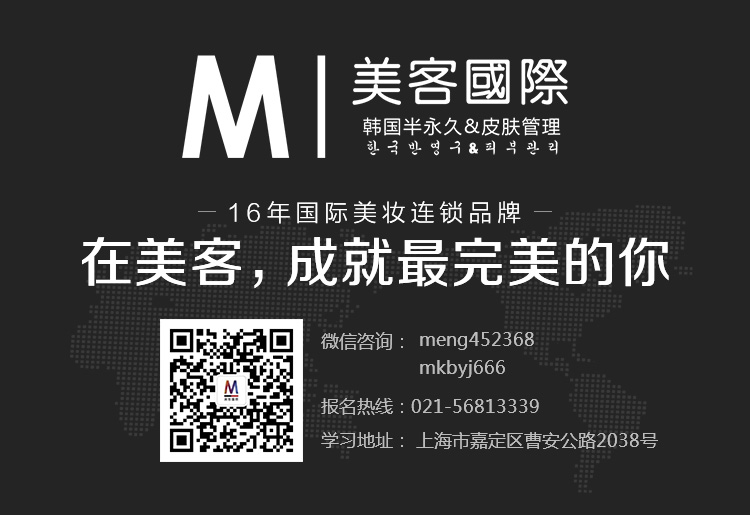 M
美客國際
韩国半永久&皮肤管理
한국반영구&피부관리
16年国际美妆连锁品牌
在美客，成就最完美的你
微信咨询： meng452368
mkbyj666
报名热线：021-56813339
学习地址： 上海市嘉定区曹安公路2038号
M